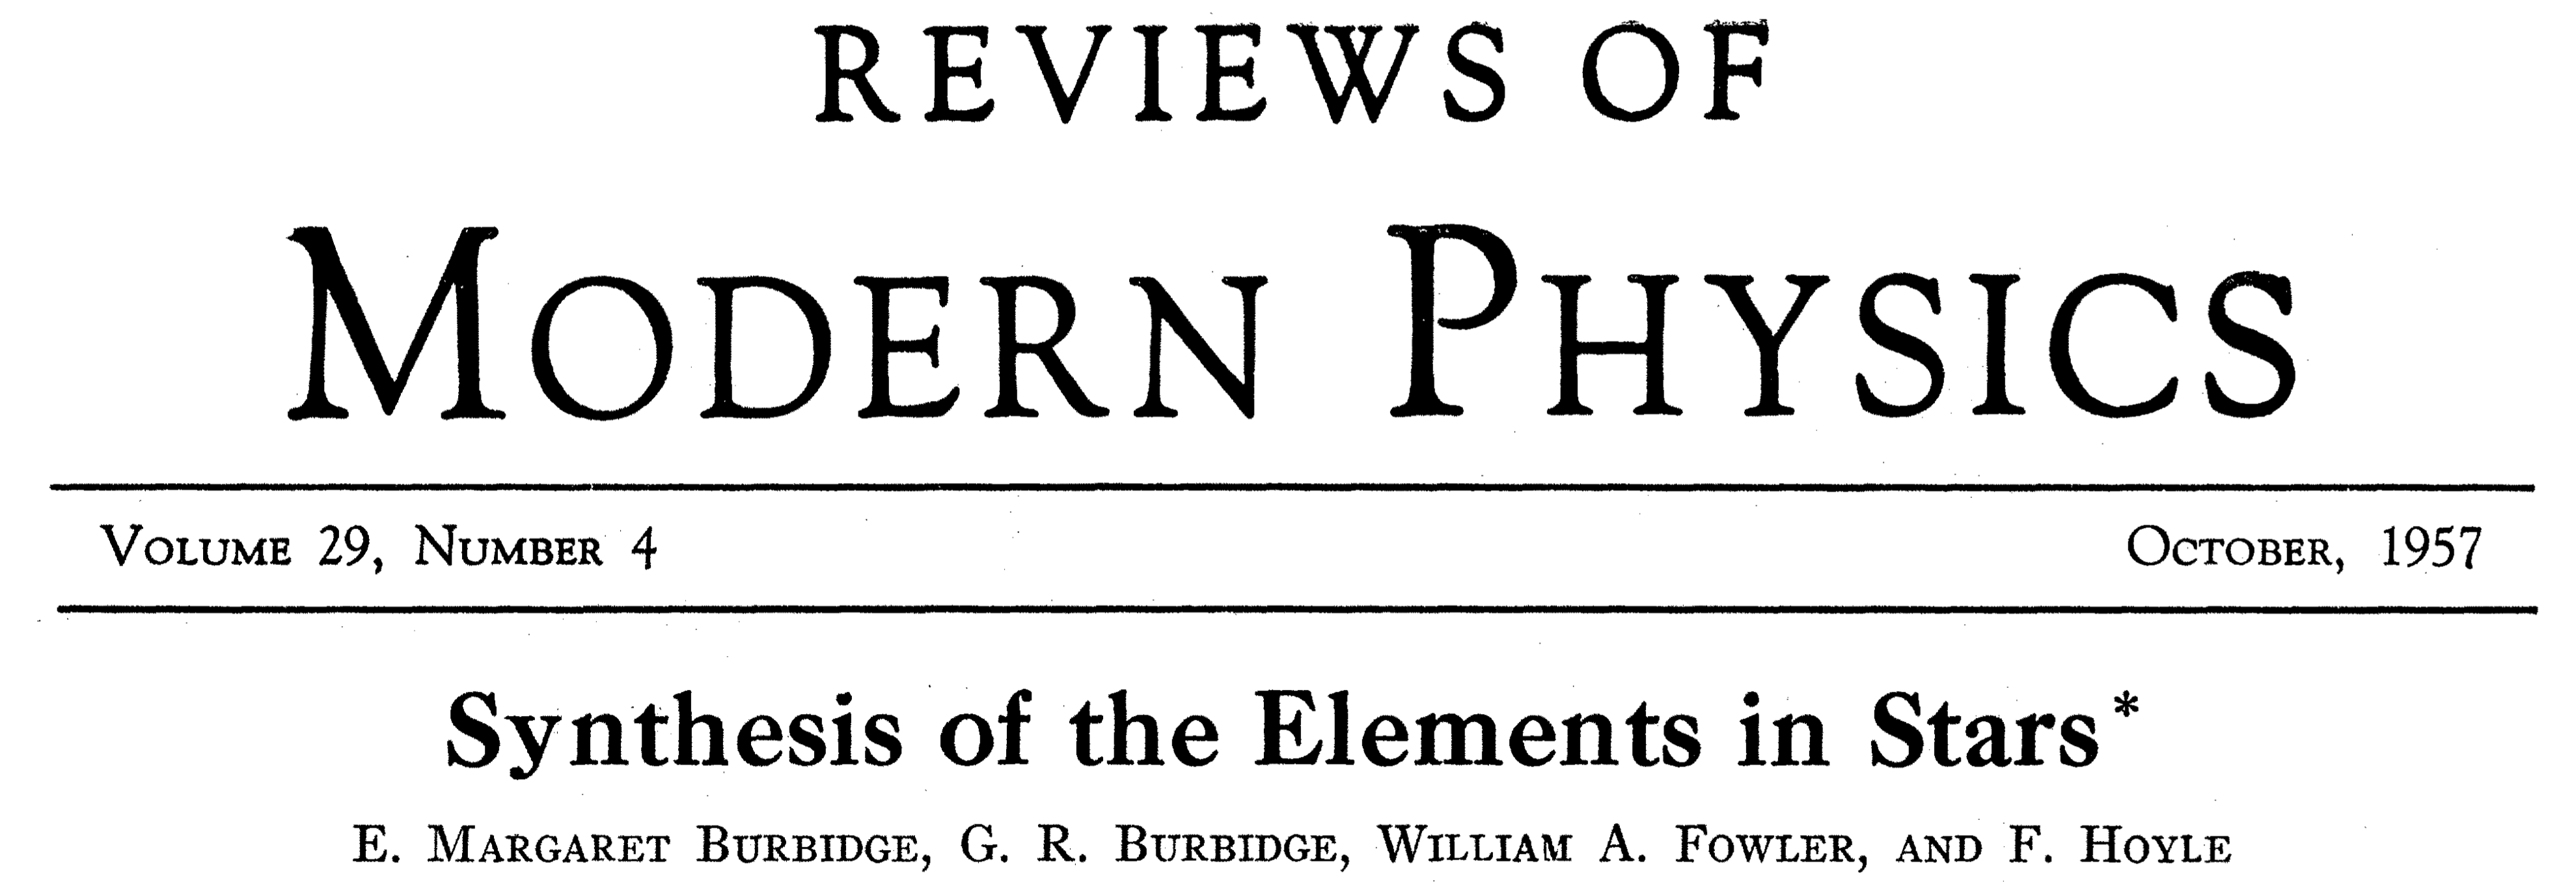 REVIEWS OF
MODERN PHYSICS
VOLUME 29, NUMBER 4 OCTOBER, 1957
Synthesis of the Elements in Stars*
E. MARGARET BURBIDGE, G. R. BURBIDGE, WILLIAM A. FOWLER, AND F. HOYLE